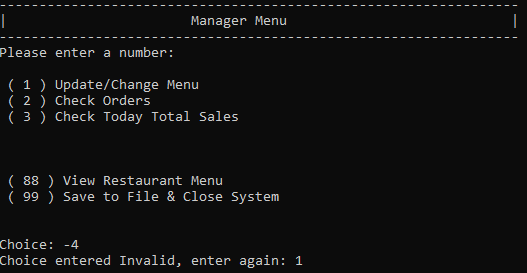 Manager Menu
Please enter a number:
( 1 ) Update/Change Menu
( 2 ) Check Orders
( 3 ) Check Today Total Sales
( 88 ) View Restaurant Menu
( 99 ) Save to File & Close System
Choice: -4
Choice entered Invalid, enter again: 1